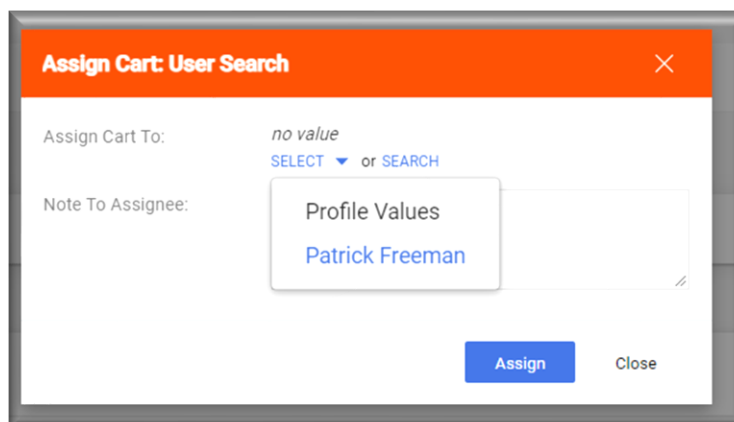 Assign Cart: User Search
Assign Cart To:
no value
SELECT or SEARCH
Note To Assignee:
Profile Values
Patrick Freeman
Assign Close